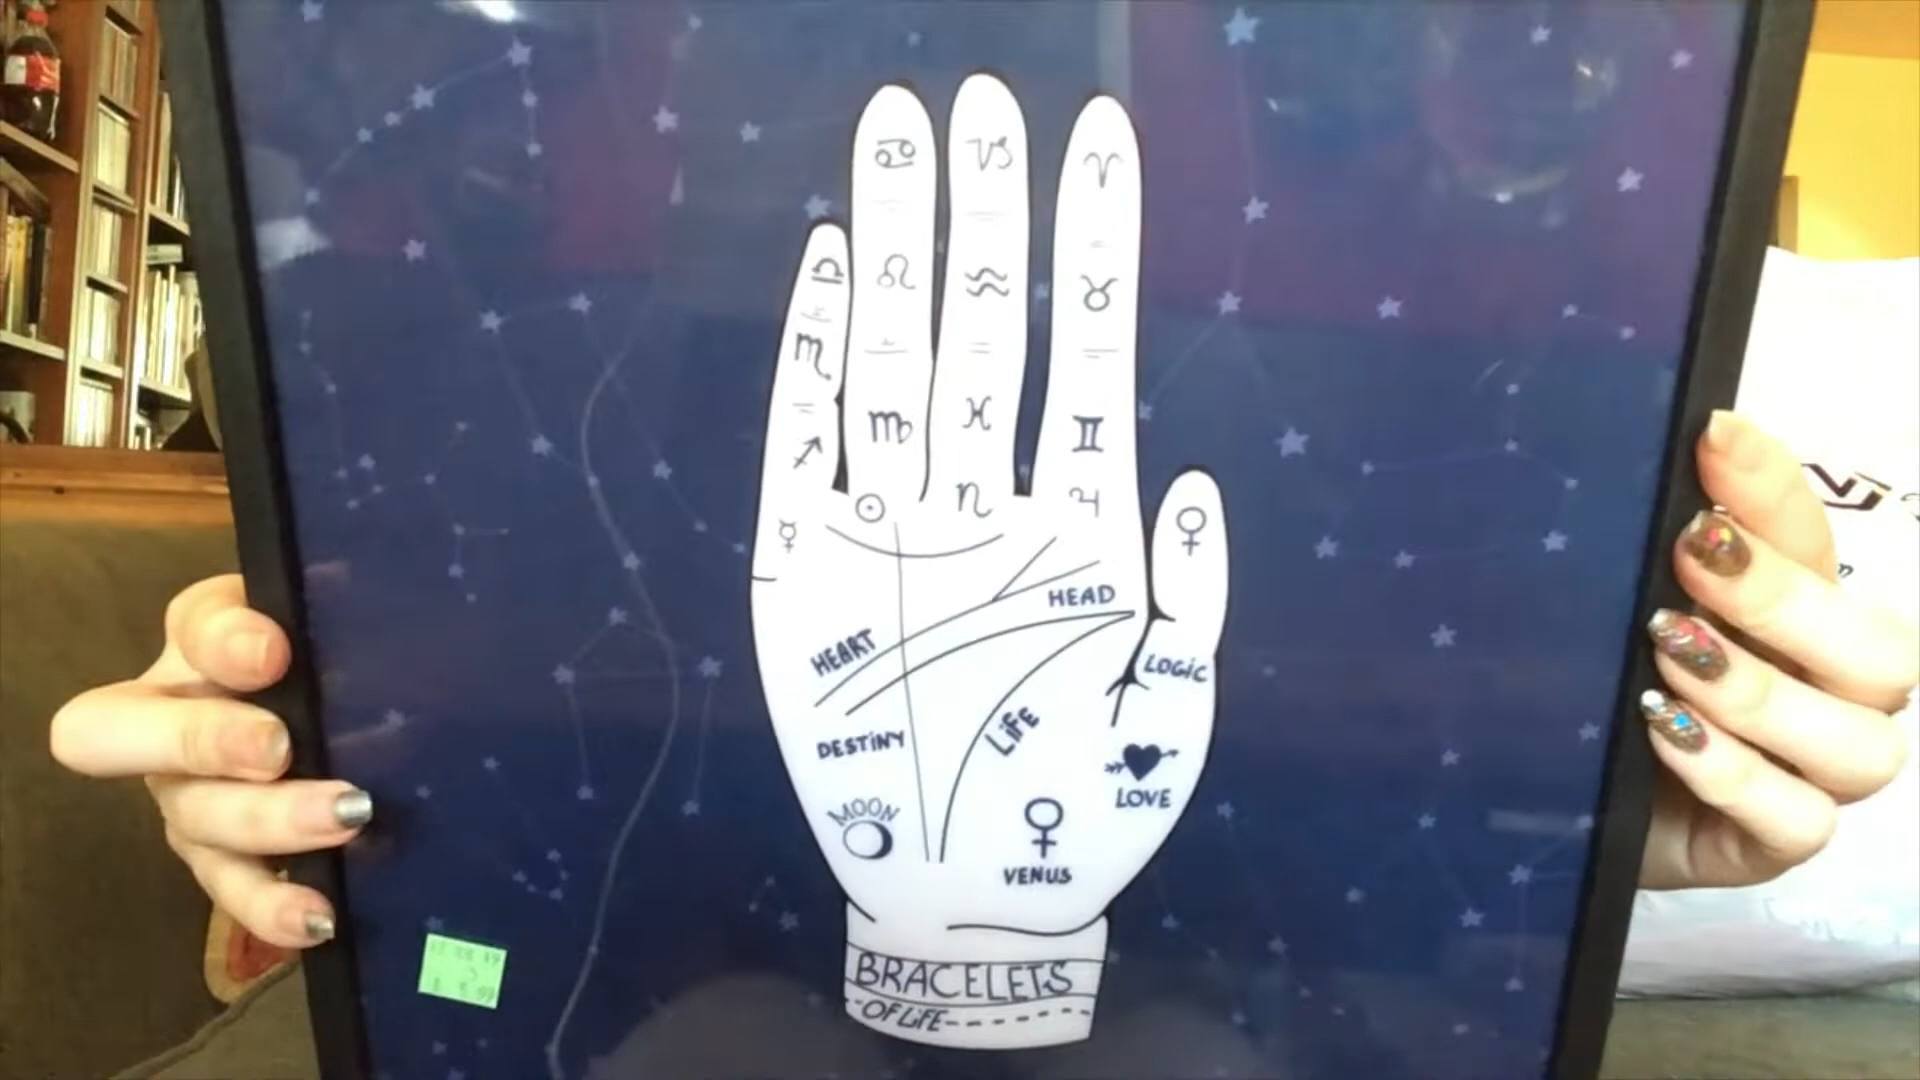 HEAD
HEART
LOGiC
LiFE
DESTiNY
LOVE
MOON
VENUS
BRACELETS
OF LiFE